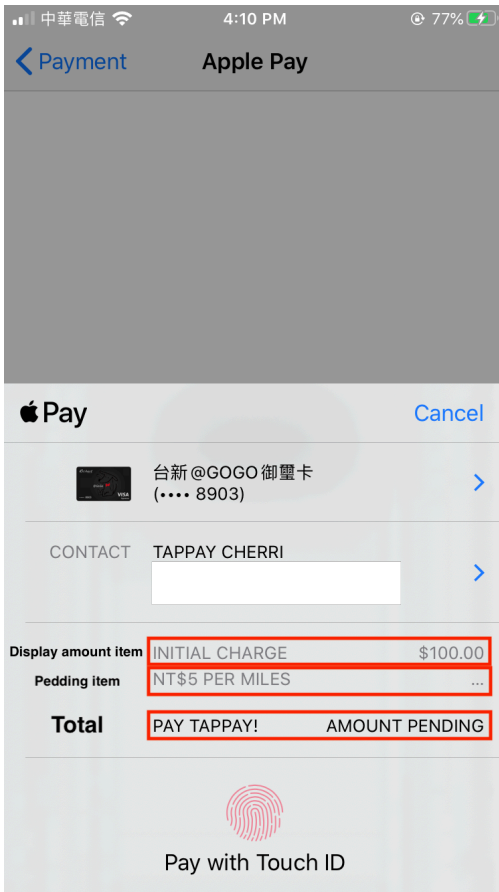 中華電信 4:10 PM 77%
Payment Apple Pay
Pay Cancel
台新@GOGO御璽卡
(•••• 8903)
VISA
CONTACT TAPPAY CHERRI
Display amount item INITIAL CHARGE $100.00
Pedding item NT$5 PER MILES ...
Total PAY TAPPAY! AMOUNT PENDING
Pay with Touch ID